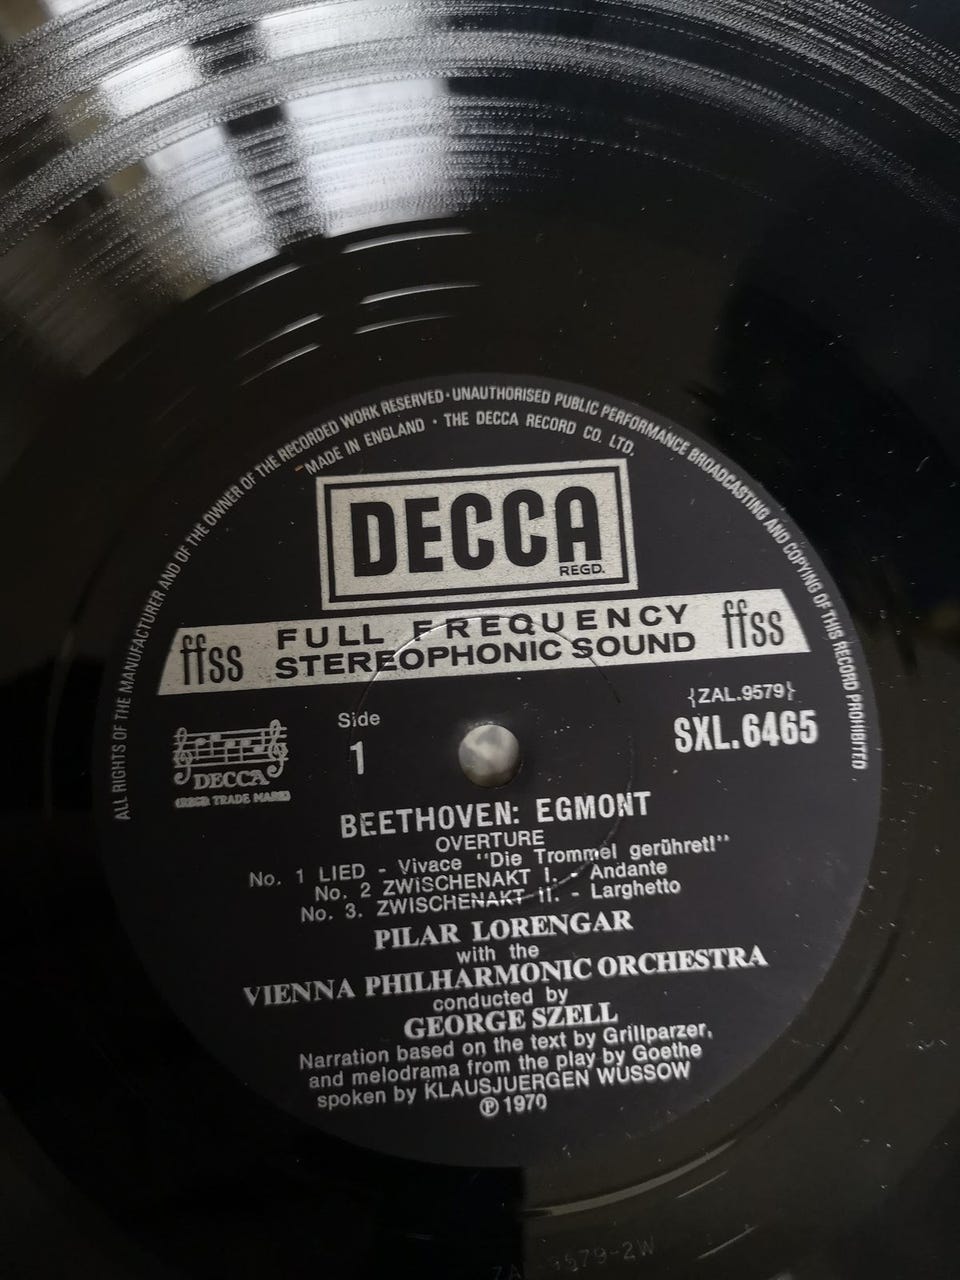 ALL RIGHTS OF THE MANUFACTURER AND OF THE OWNER OF THE RECORDED WORK RESERVED · UNAUTHORISED PUBLIC PERFORMANCE BROADCASTING AND COPYING OF THIS RECORD PROHIBITED
MADE IN ENGLAND · THE DECCA RECORD CO. LTD.
DECCA
REGD.
ffss FULL FREQUENCY STEREOPHONIC SOUND ffss
{ZAL.9579}
SXL.6465
Side
1
DECCA
(REGD TRADE MARK)
BEETHOVEN: EGMONT
OVERTURE
No. 1 LIED - Vivace "Die Trommel gerühret!"
No. 2 ZWISCHENAKT I. - Andante
No. 3. ZWISCHENAKT II. - Larghetto
PILAR LORENGAR
with the
VIENNA PHILHARMONIC ORCHESTRA
conducted by
GEORGE SZELL
Narration based on the text by Grillparzer,
and melodrama from the play by Goethe
spoken by KLAUSJUERGEN WUSSOW
℗ 1970
9579-2W